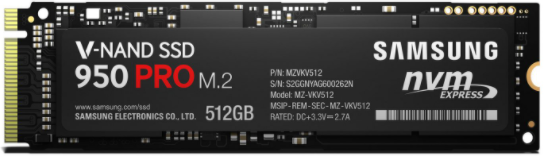 V-NAND SSD
950 PRO M.2
www.samsung.com/ssd
SAMSUNG ELECTRONICS CO., LTD.
512GB
P/N: MZVKV512
S/N: S2GGNYAG600262N
Model: MZ-VKV512
MSIP-REM-SEC-MZ-VKV512
RATED: DC+3.3V⎓2.7A
SAMSUNG
nvm
EXPRESS